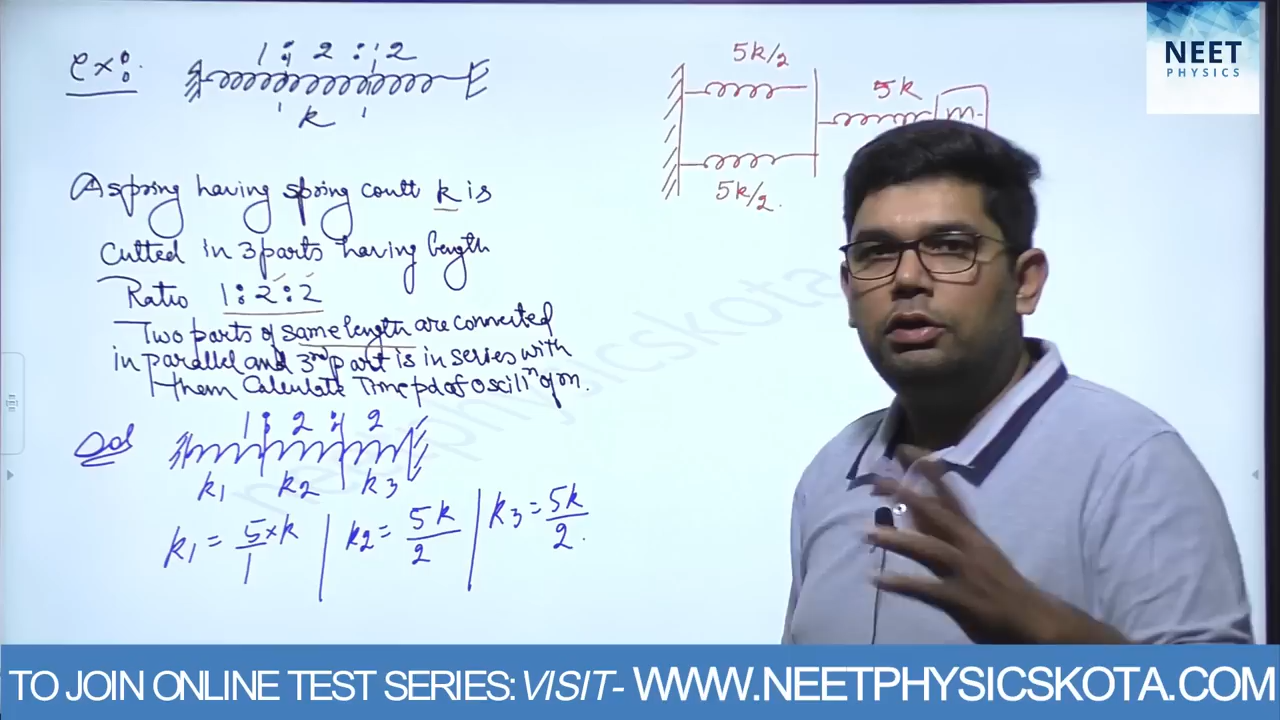 ex:
1 : 2 : 2
k
A spring having spring constt k is
Cutted in 3 parts having length
Ratio 1:2:2
Two parts of same length are connected
in parallel and 3rd part is in series with
them Calculate Time pd of oscilln of m.
Sol
1 : 2 : 2
k1 k2 k3
k1 = 5/1 × k | k2 = 5k/2 | k3 = 5k/2.
5k/2
5k
m
5k/2.
NEET
PHYSICS
neetphysicskota
TO JOIN ONLINE TEST SERIES: VISIT- WWW.NEETPHYSICSKOTA.COM